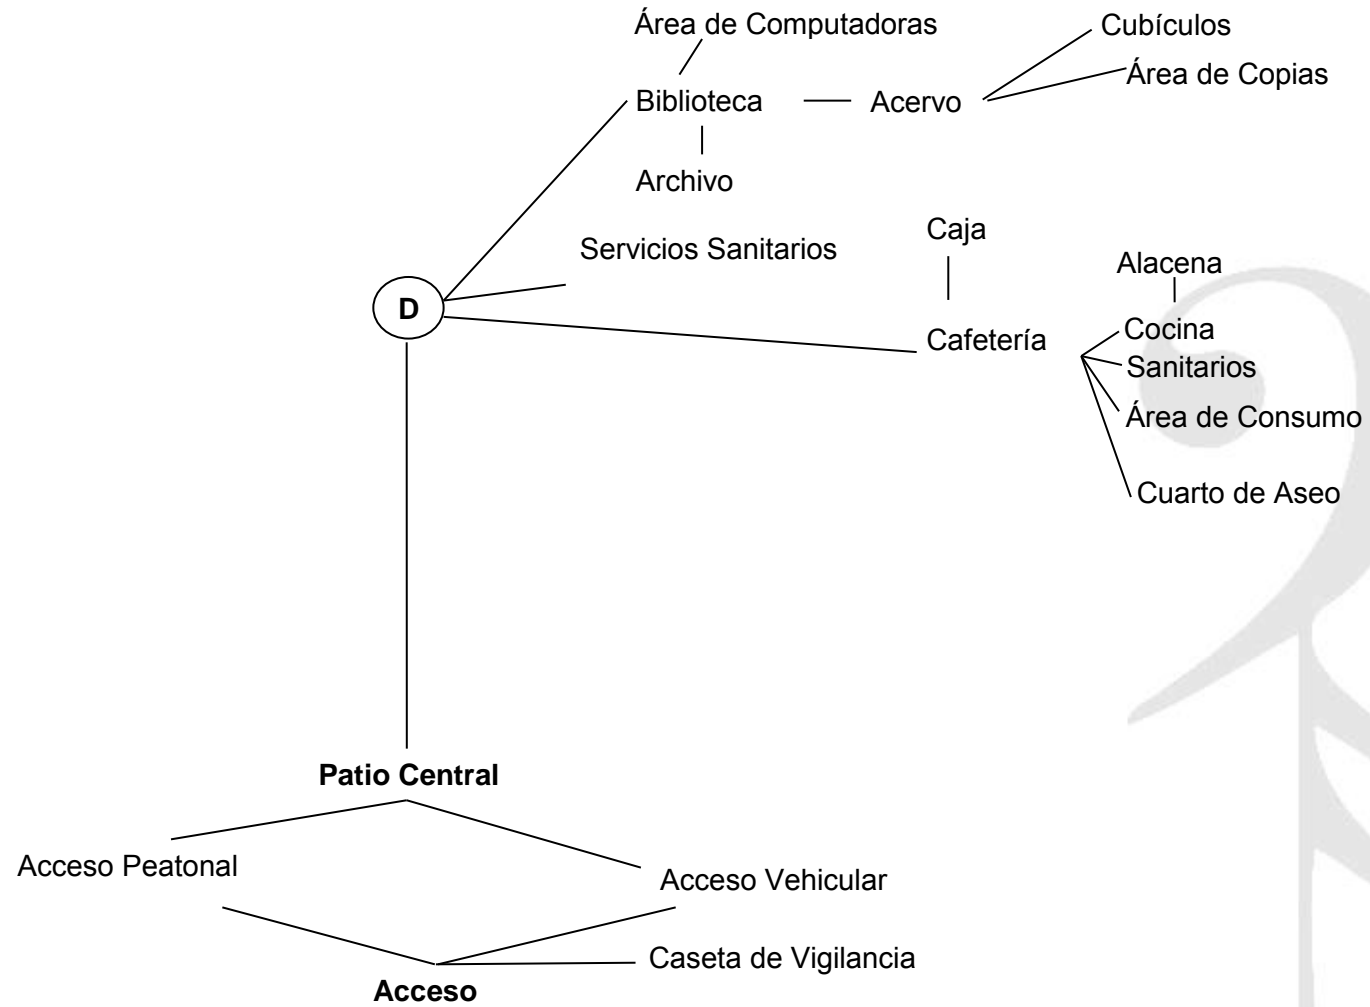 Área de Computadoras
Cubículos
Área de Copias
Biblioteca
Acervo
Archivo
Caja
Servicios Sanitarios
Alacena
D
Cafetería
Cocina
Sanitarios
Área de Consumo
Cuarto de Aseo
Patio Central
Acceso Peatonal
Acceso Vehicular
Caseta de Vigilancia
Acceso